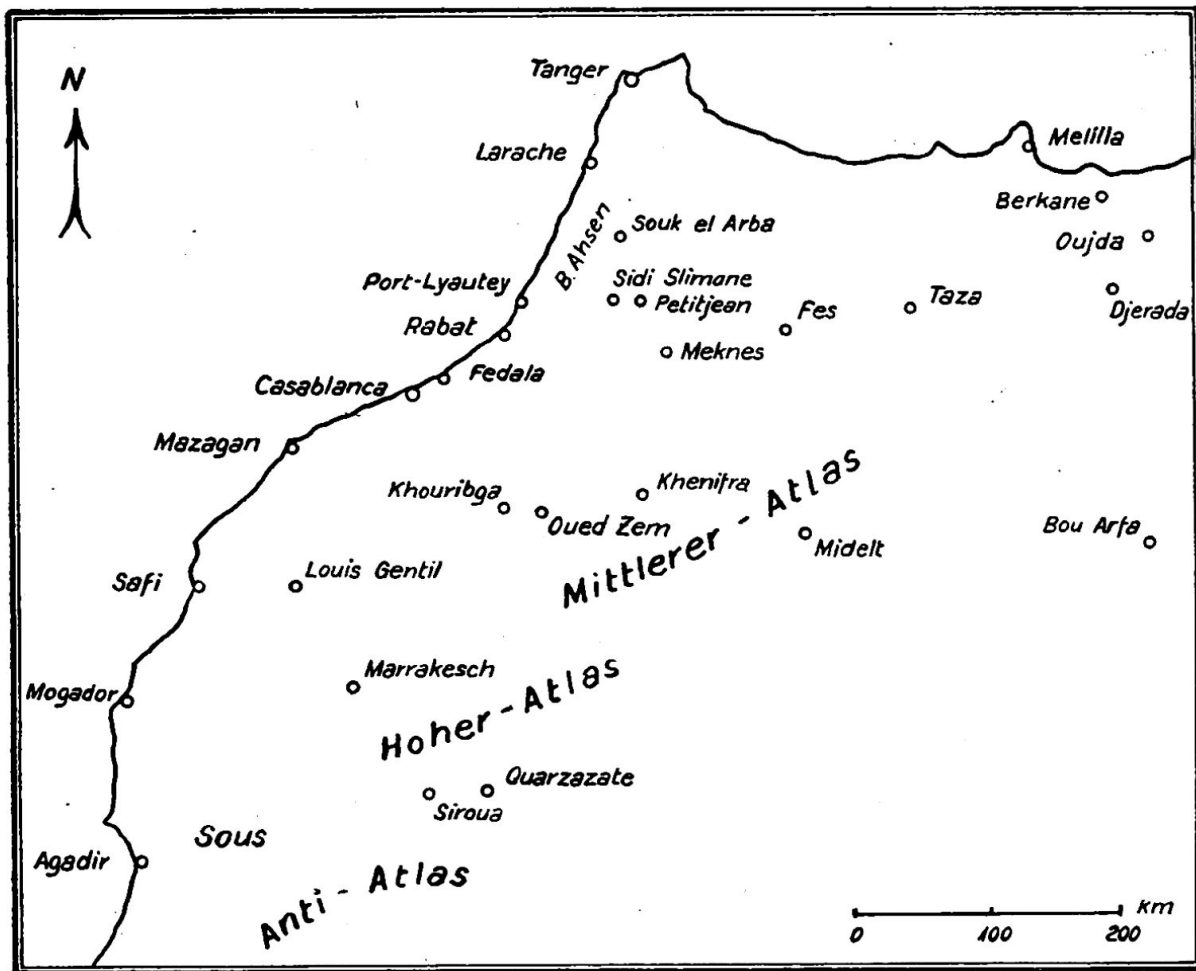 N
Tanger
Larache
Melilla
Berkane
Souk el Arba
Oujda
B. Ahsen
Port-Lyautey
Sidi Slimane
Petitjean
Fes
Taza
Djerada
Rabat
Meknes
Casablanca
Fedala
Mazagan
Khouribga
Oued Zem
Khenifra
Mittlerer-Atlas
Midelt
Bou Arfa
Safi
Louis Gentil
Marrakesch
Mogador
Hoher-Atlas
Quarzazate
Siroua
Sous
Agadir
Anti-Atlas
km
0 100 200